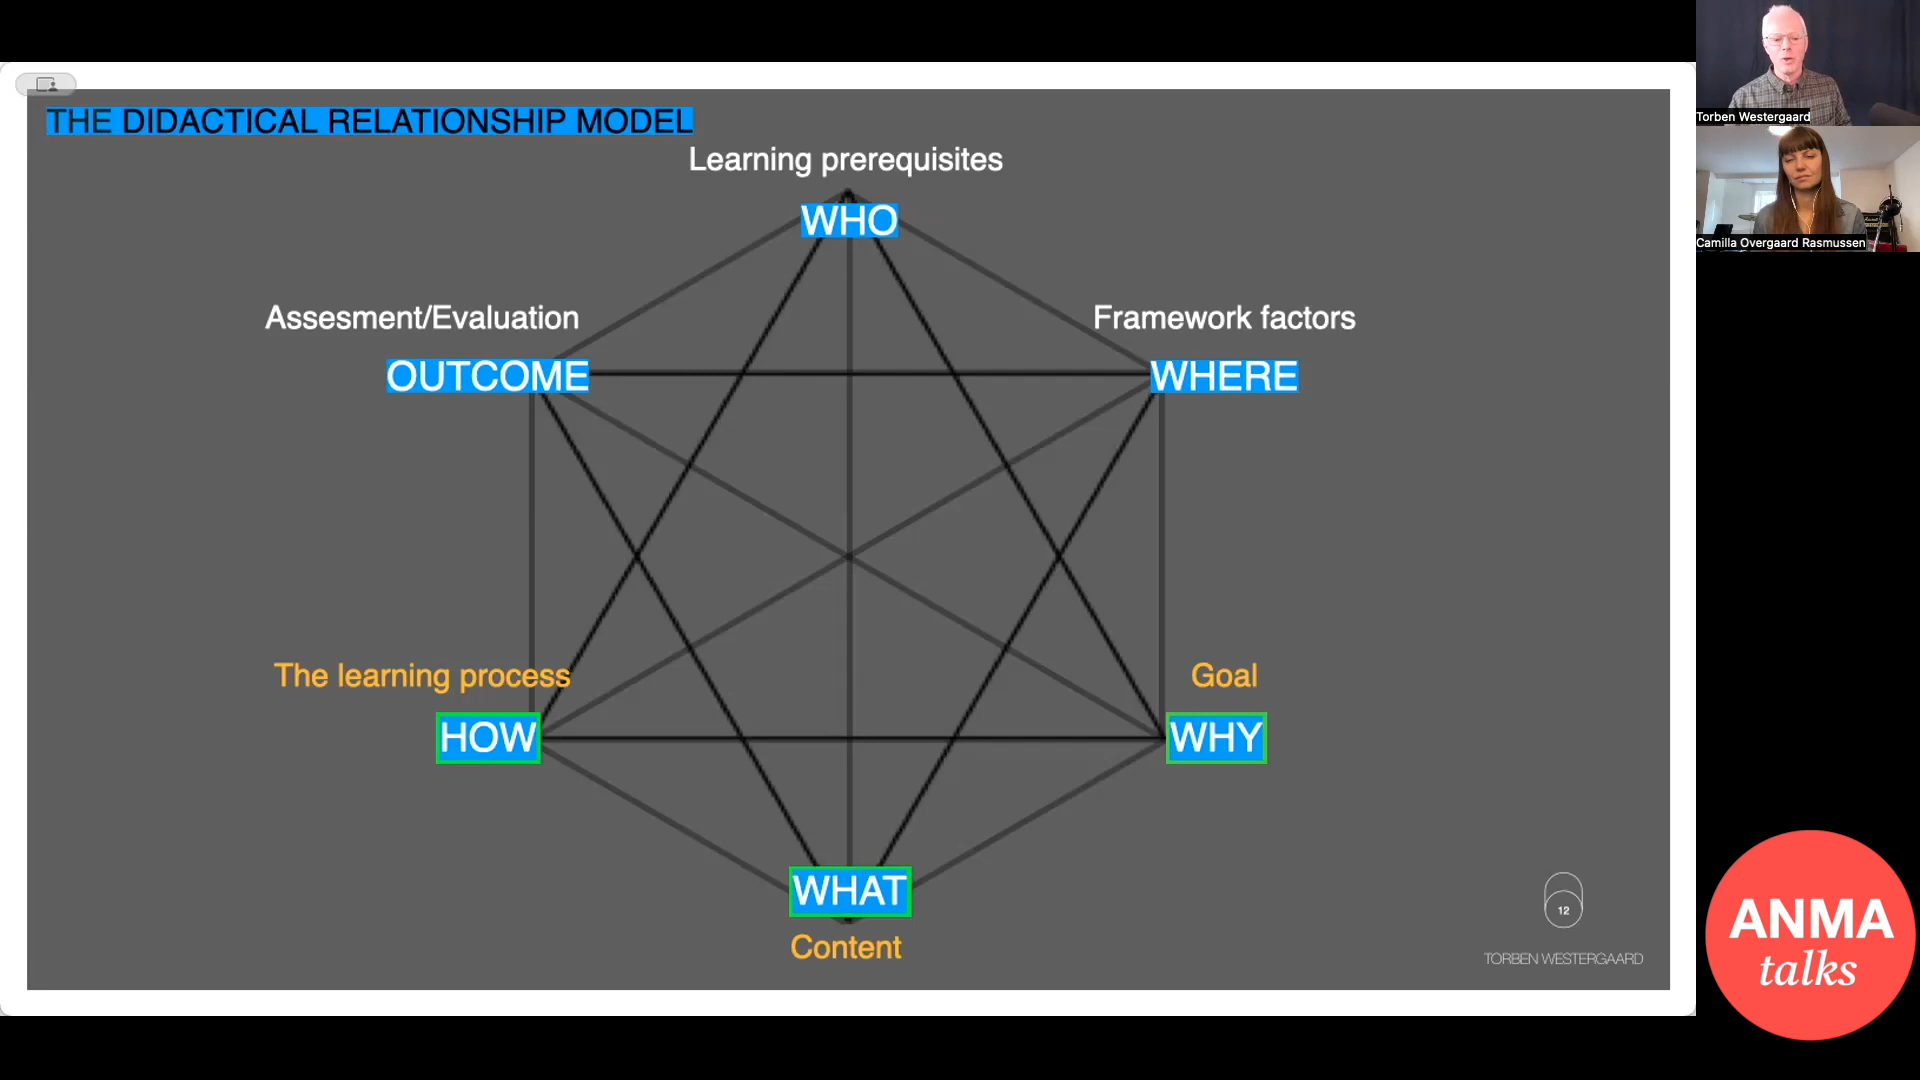 THE DIDACTICAL RELATIONSHIP MODEL
Learning prerequisites
WHO
Assesment/Evaluation
OUTCOME
Framework factors
WHERE
The learning process
HOW
Goal
WHY
WHAT
Content
12
TORBEN WESTERGAARD
Torben Westergaard
Camilla Overgaard Rasmussen
ANMA
talks